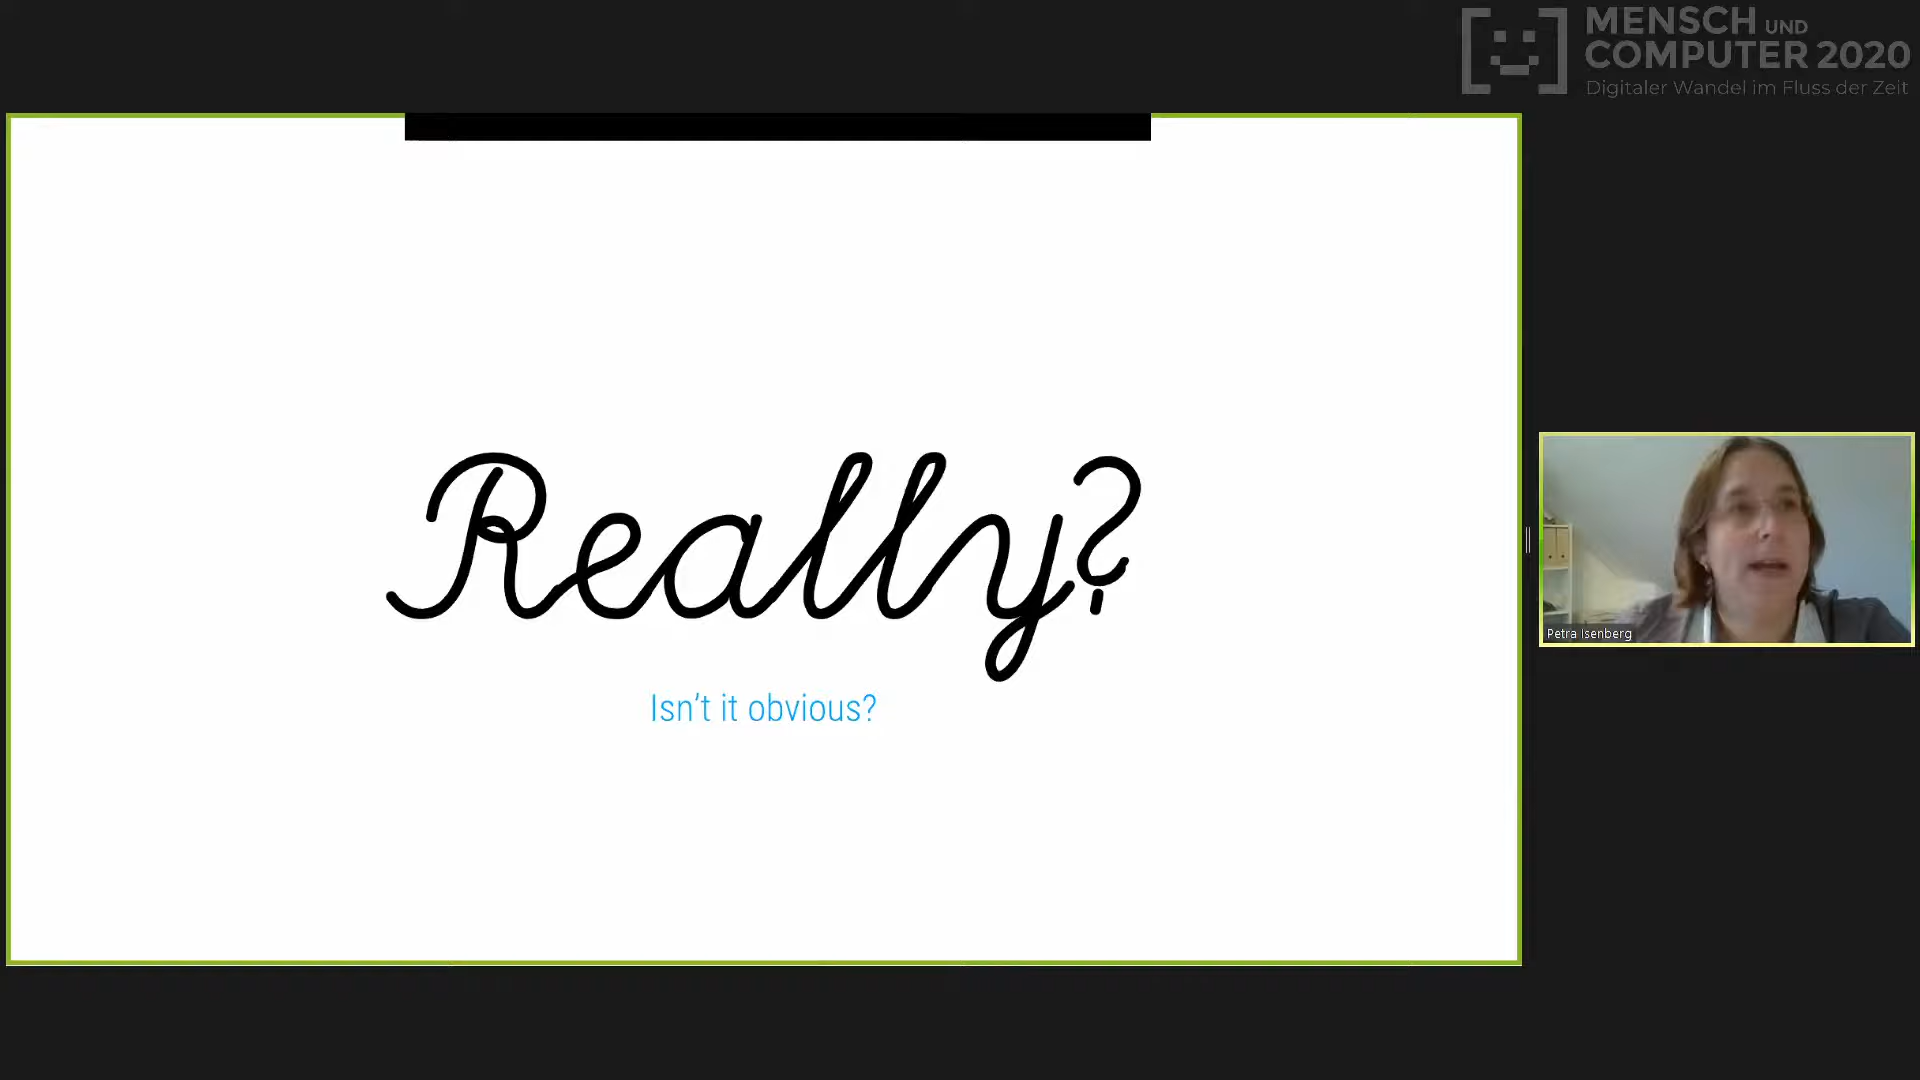 MENSCH UND
COMPUTER 2020
Digitaler Wandel im Fluss der Zeit
Really?
Isn't it obvious?
Petra Isenberg